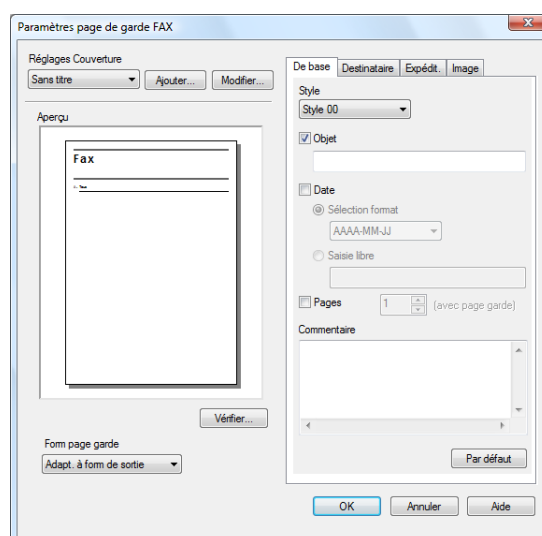 Paramètres page de garde FAX
Réglages Couverture
Sans titre
Ajouter...
Modifier...
Aperçu
Fax
Vérifier...
Form page garde
Adapt. à form de sortie
De base
Destinataire
Expédit.
Image
Style
Style 00
Objet
Date
Sélection format
AAAA-MM-JJ
Saisie libre
Pages
1
(avec page garde)
Commentaire
Par défaut
OK
Annuler
Aide